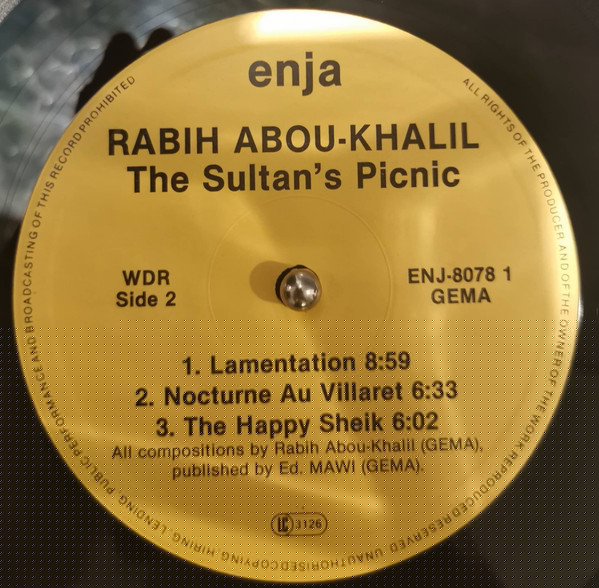 enja
RABIH ABOU-KHALIL
The Sultan's Picnic
WDR
Side 2
ENJ-8078 1
GEMA
1. Lamentation 8:59
2. Nocturne Au Villaret 6:33
3. The Happy Sheik 6:02
All compositions by Rabih Abou-Khalil (GEMA),
published by Ed. MAWI (GEMA).
LC 3126
ALL RIGHTS OF THE PRODUCER AND OF THE OWNER OF THE WORK REPRODUCED RESERVED. UNAUTHORISED COPYING, HIRING, LENDING, PUBLIC PERFORMANCE AND BROADCASTING OF THIS RECORD PROHIBITED